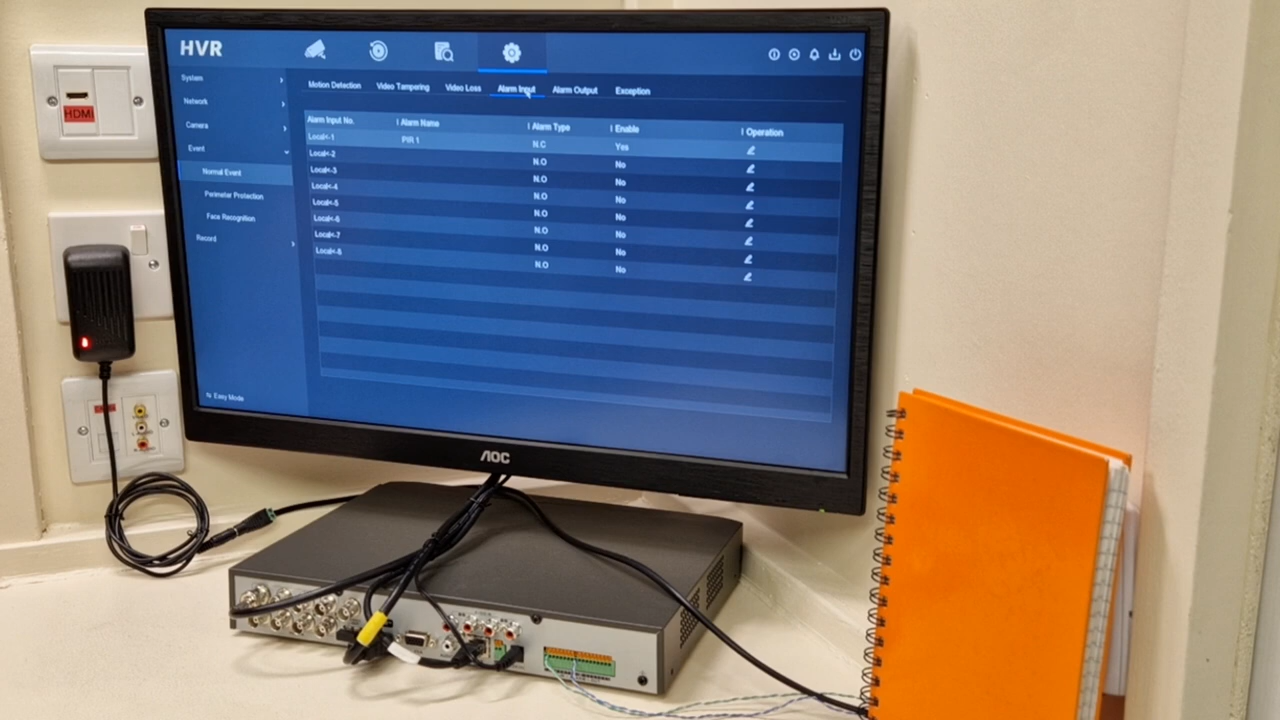 HVR
System
Network
Camera
Event
Normal Event
Perimeter Protection
Face Recognition
Record
Easy Mode
Motion Detection Video Tampering Video Loss Alarm Input Alarm Output Exception
Alarm Input No. Alarm Name Alarm Type Enable Operation
Local<-1 PIR 1 N.C Yes
Local<-2 N.O No
Local<-3 N.O No
Local<-4 N.O No
Local<-5 N.O No
Local<-6 N.O No
Local<-7 N.O No
Local<-8 N.O No
HDMI
AOC